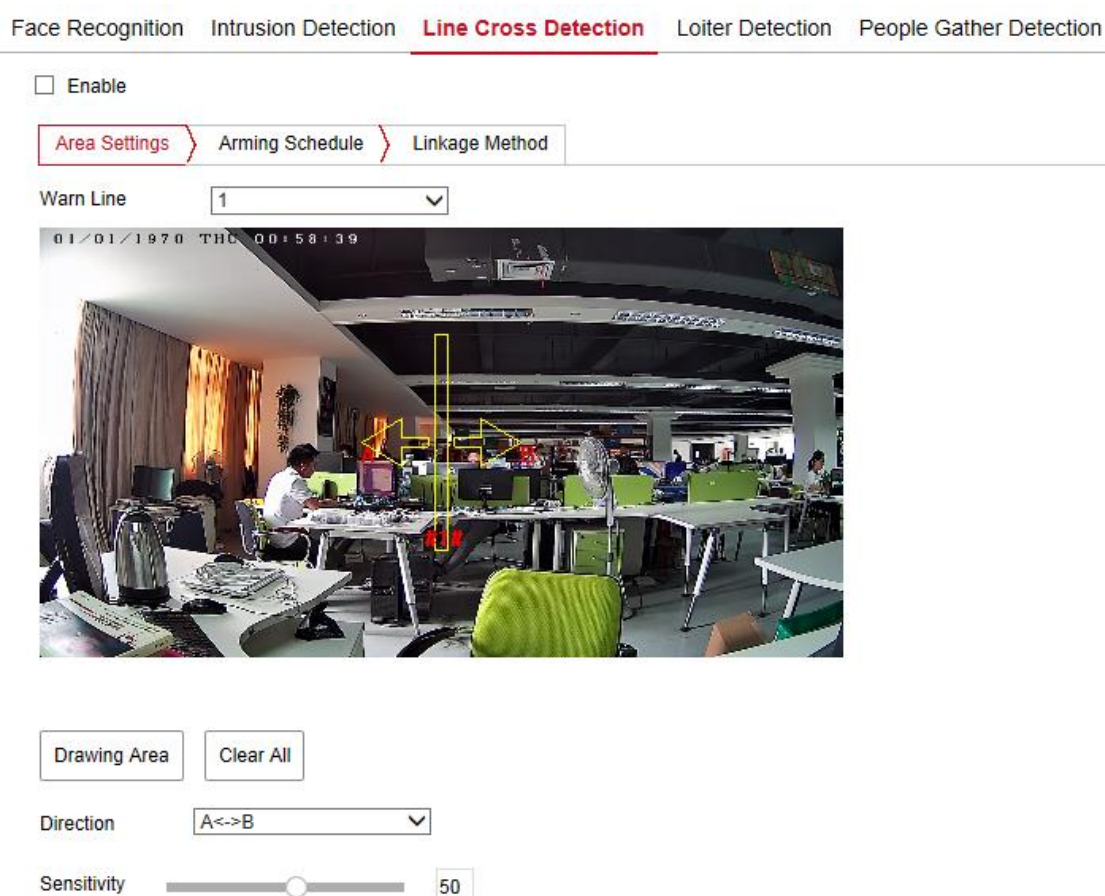 Face Recognition Intrusion Detection Line Cross Detection Loiter Detection People Gather Detection
Enable
Area Settings Arming Schedule Linkage Method
Warn Line 1
01/01/1970 THU 00:58:39
A B
#1#
Drawing Area Clear All
Direction A<->B
Sensitivity 50